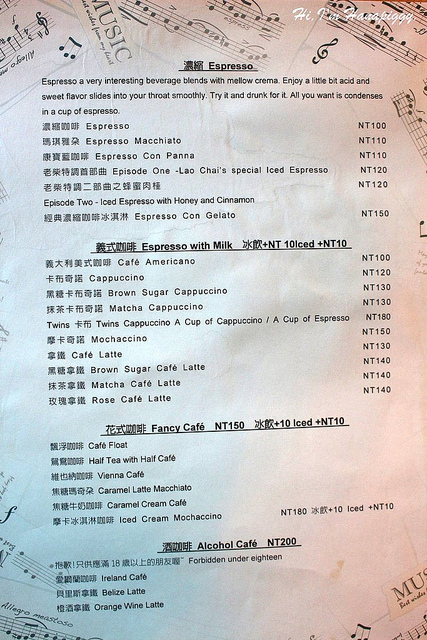 Hi, I'm Hanapiggy
Allegro
MUSIC
Best wishes from my heart
espressivo
濃縮 Espresso
Espresso a very interesting beverage blends with mellow crema. Enjoy a little bit acid and
sweet flavor slides into your throat smoothly. Try it and drunk for it. All you want is condenses
in a cup of espresso.
濃縮咖啡 Espresso NT100
瑪琪雅朵 Espresso Macchiato NT110
康寶藍咖啡 Espresso Con Panna NT110
老柴特調首部曲 Episode One -Lao Chai's special Iced Espresso NT120
老柴特調二部曲之蜂蜜肉桂 NT120
Episode Two - Iced Espresso with Honey and Cinnamon
經典濃縮咖啡冰淇淋 Espresso Con Gelato NT150
義式咖啡 Espresso with Milk 冰飲+NT 10Iced +NT10
義大利美式咖啡 Café Americano NT100
卡布奇諾 Cappuccino NT120
黑糖卡布奇諾 Brown Sugar Cappuccino NT130
抹茶卡布奇諾 Matcha Cappuccino NT130
Twins 卡布 Twins Cappuccino A Cup of Cappuccino / A Cup of Espresso NT180
摩卡奇諾 Mochaccino NT150
拿鐵 Café Latte NT130
黑糖拿鐵 Brown Sugar Café Latte NT140
抹茶拿鐵 Matcha Café Latte NT140
玫瑰拿鐵 Rose Café Latte NT140
花式咖啡 Fancy Café NT150 冰飲+10 Iced +NT10
飄浮咖啡 Café Float
鴛鴦咖啡 Half Tea with Half Café
維也納咖啡 Vienna Café
焦糖瑪奇朵 Caramel Latte Macchiato
焦糖牛奶咖啡 Caramel Cream Café
摩卡冰淇淋咖啡 Iced Cream Mochaccino NT180 冰飲+10 Iced +NT10
酒咖啡 Alcohol Café NT200
抱歉!只供應滿 18 歲以上的朋友喔~ Forbidden under eighteen
愛爾蘭咖啡 Ireland Café
貝里斯拿鐵 Belize Latte
橙酒拿鐵 Orange Wine Latte
MUS
Best wishes
Allegro maestoso